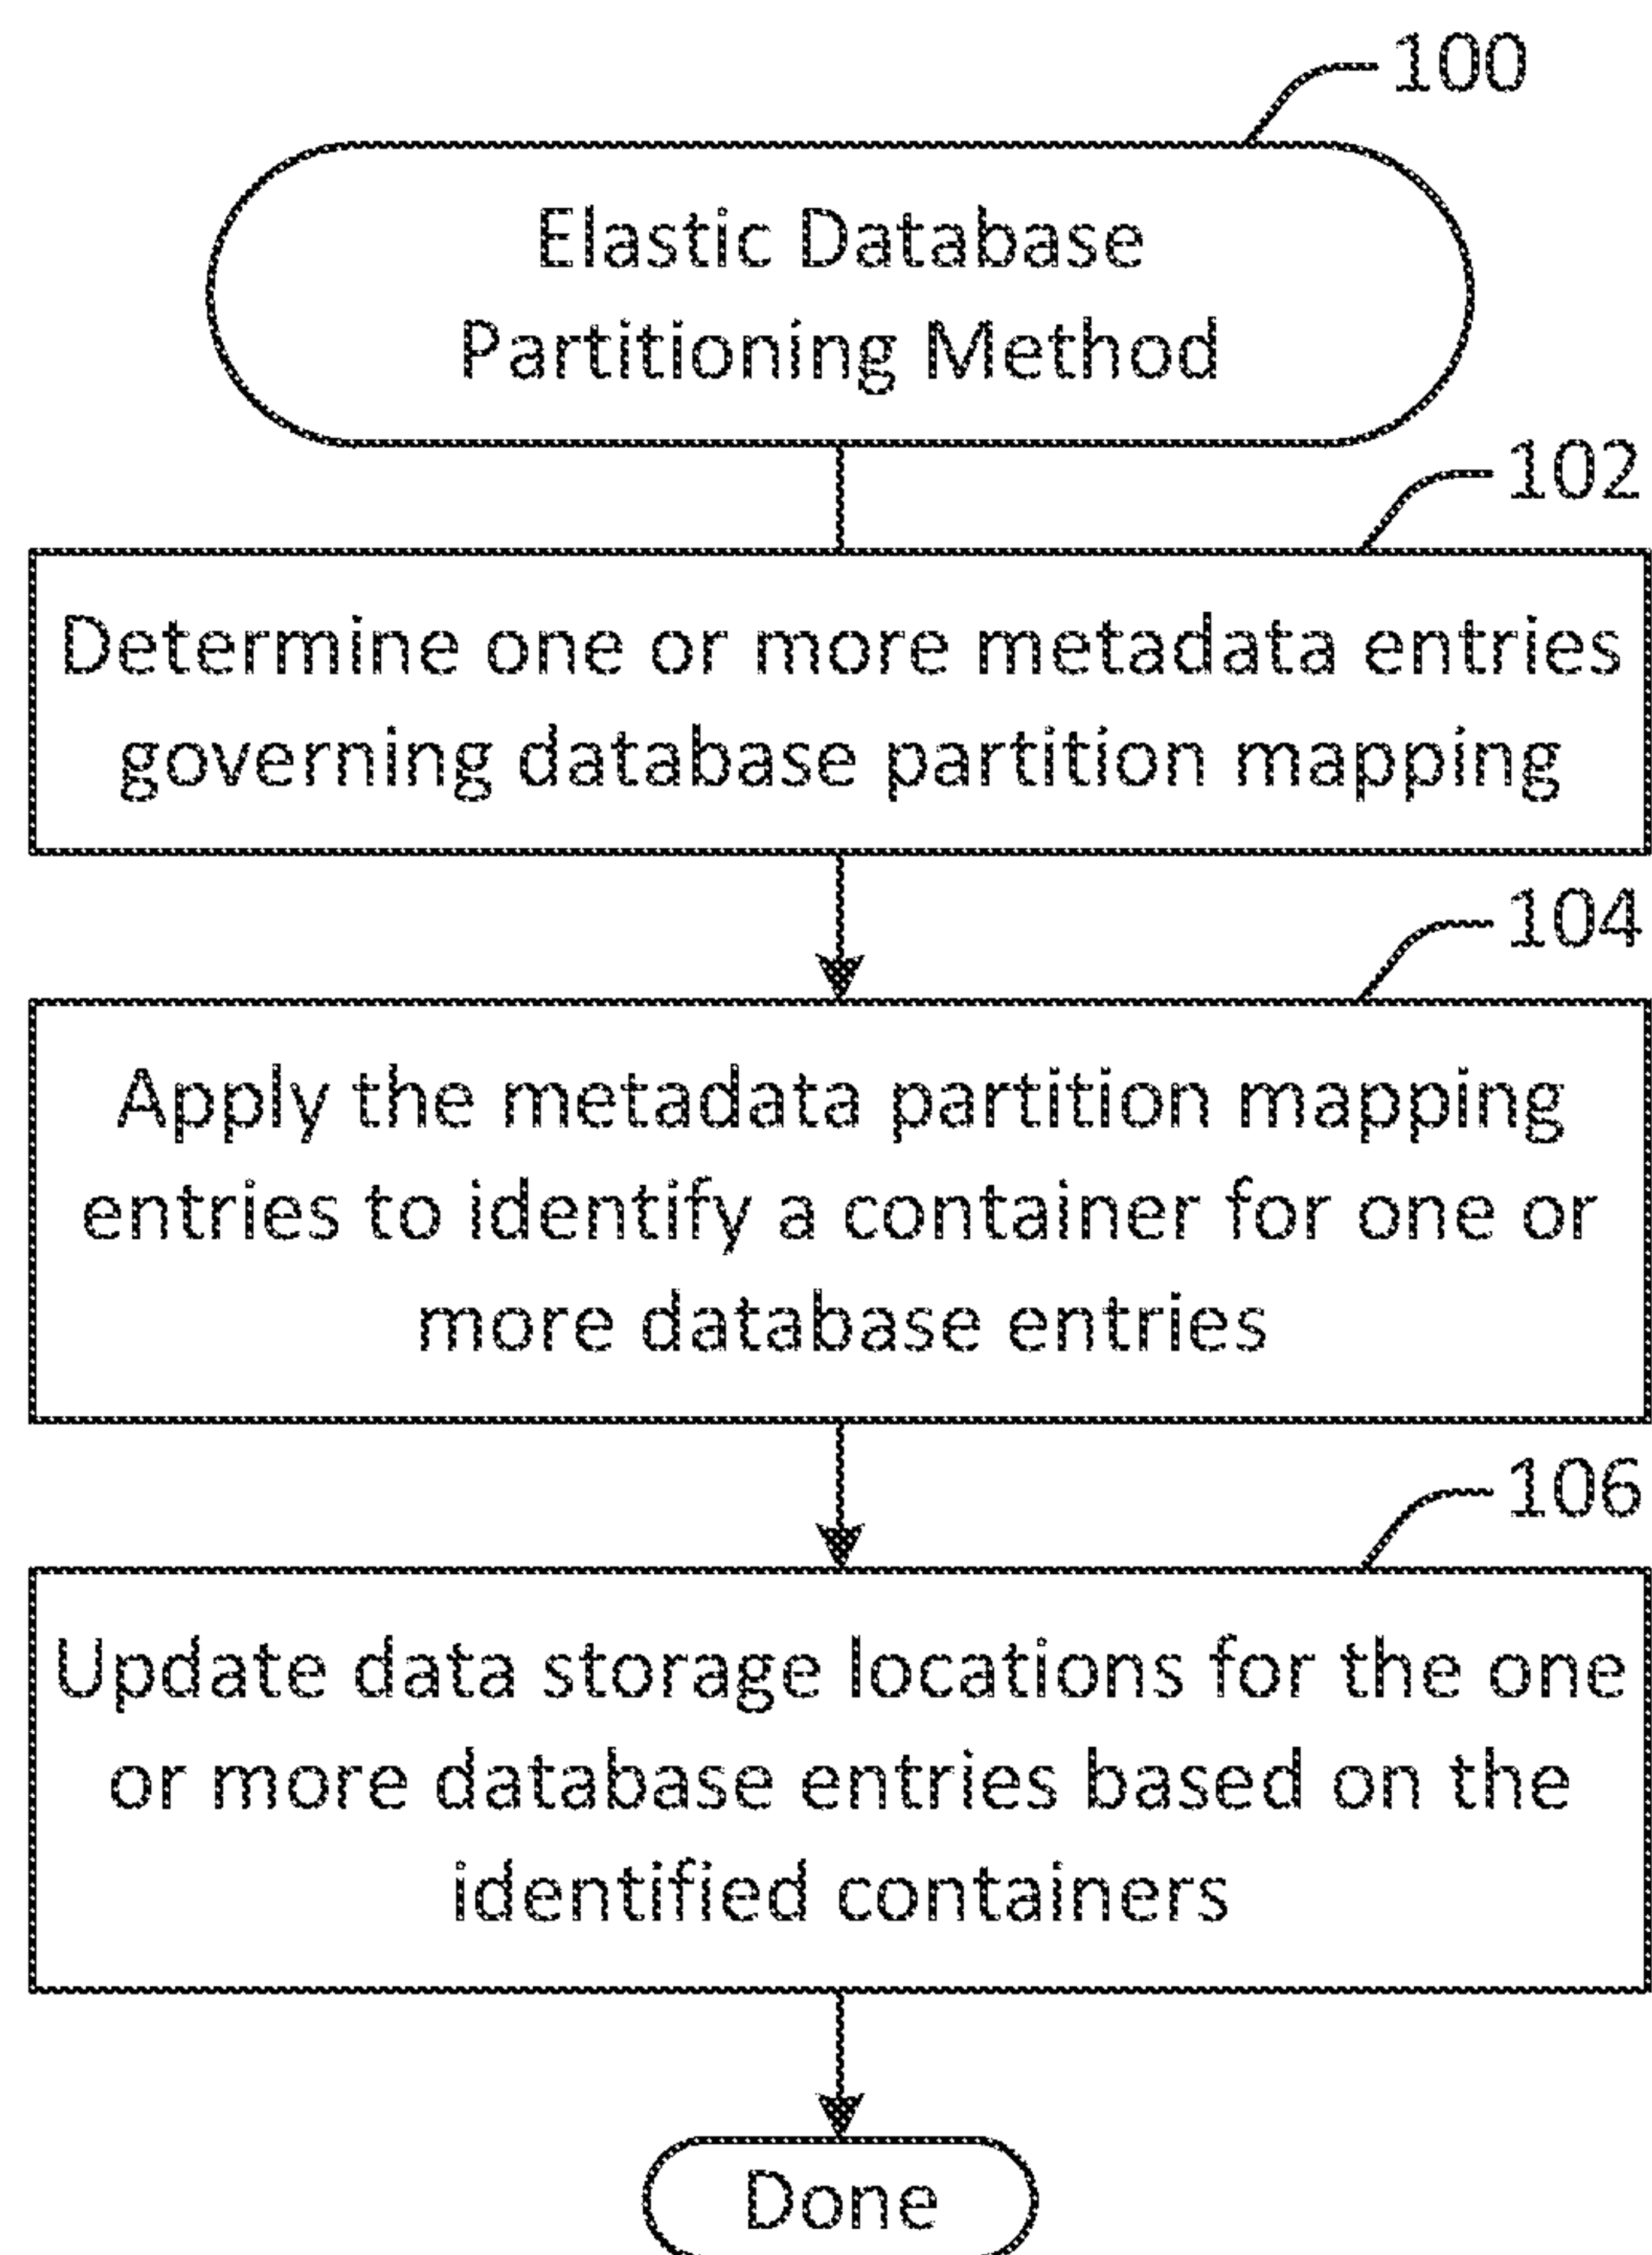 100
Elastic Database
Partitioning Method
102
Determine one or more metadata entries
governing database partition mapping
104
Apply the metadata partition mapping
entries to identify a container for one or
more database entries
106
Update data storage locations for the one
or more database entries based on the
identified containers
Done